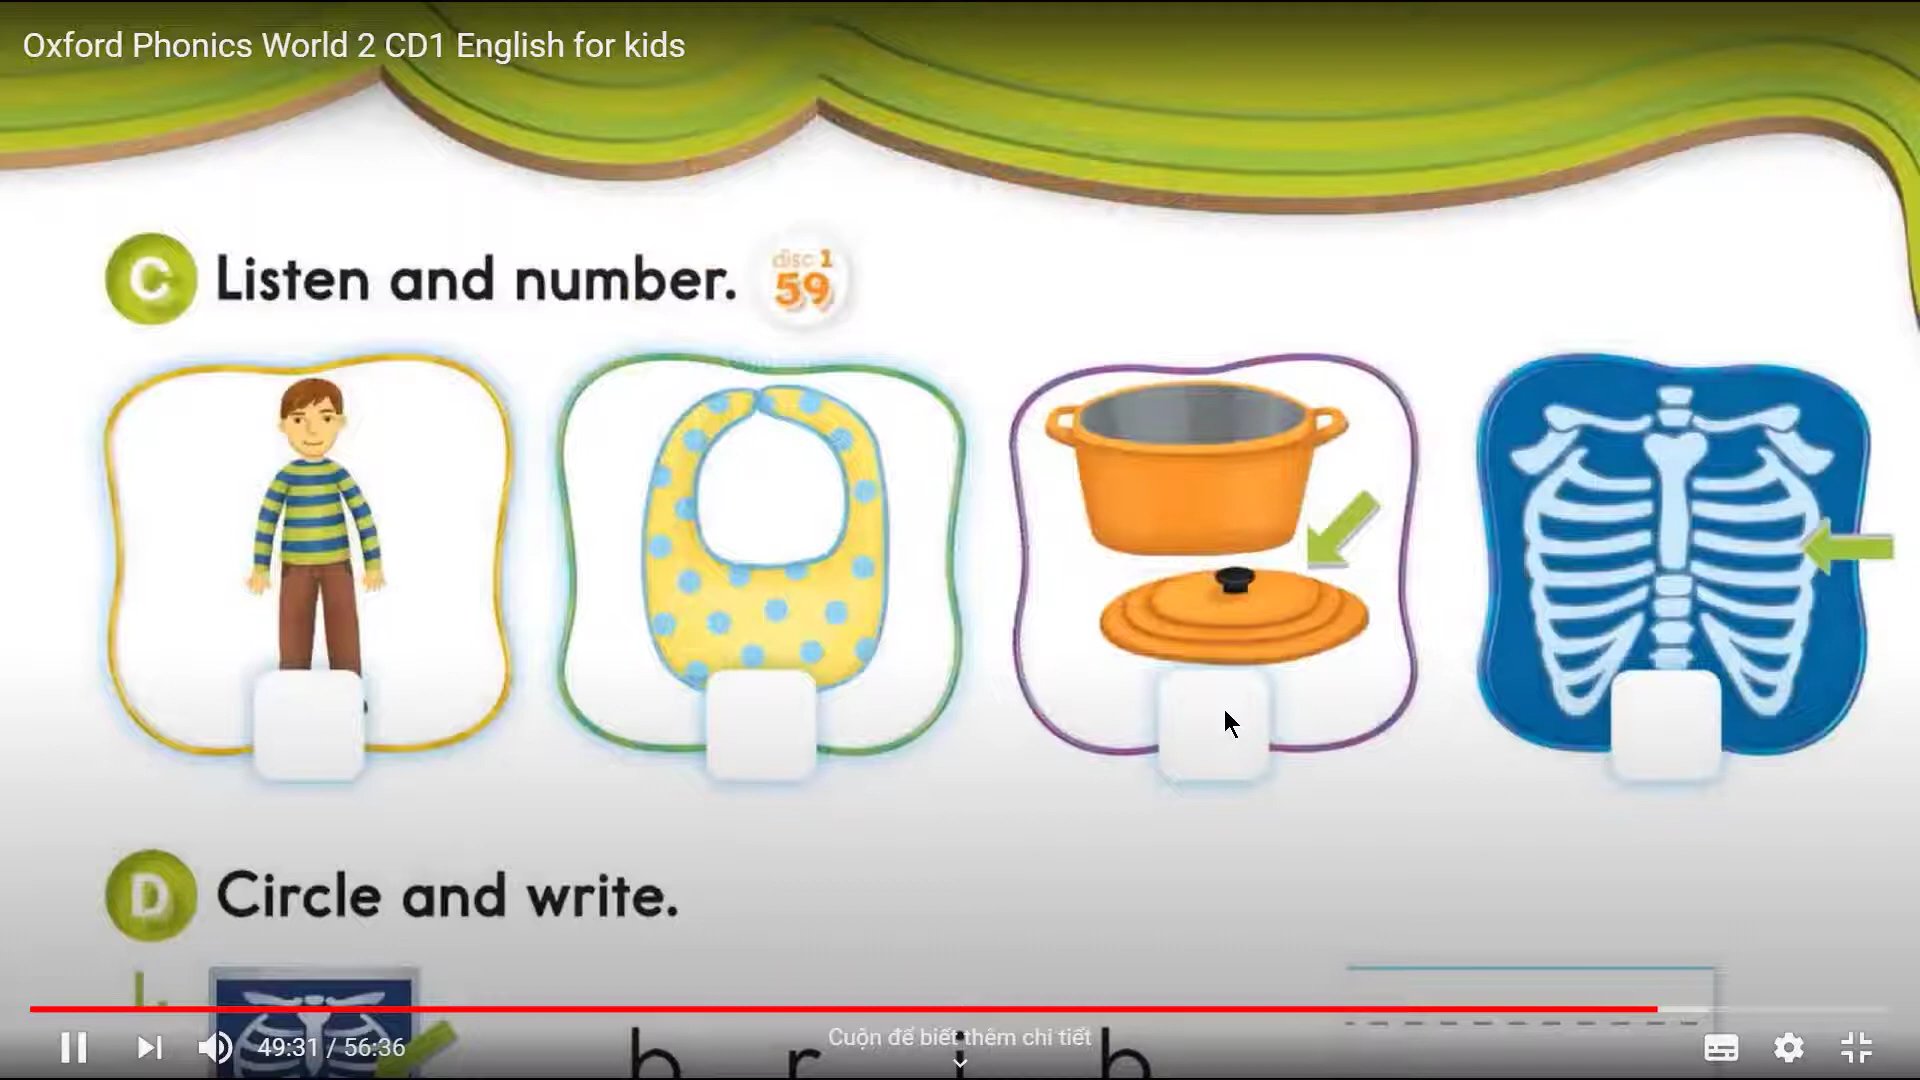 Oxford Phonics World 2 CD1 English for kids
C Listen and number. disc 1 59
D Circle and write.
b r i b
Cuộn để biết thêm chi tiết
49:31 / 56:36